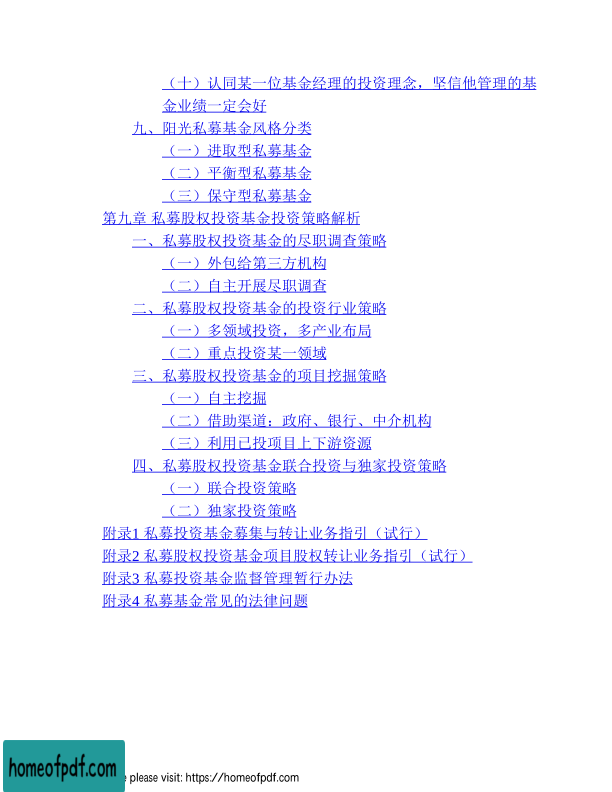 （十）认同某一位基金经理的投资理念，坚信他管理的基
金业绩一定会好
九、阳光私募基金风格分类
（一）进取型私募基金
（二）平衡型私募基金
（三）保守型私募基金
第九章 私募股权投资基金投资策略解析
一、私募股权投资基金的尽职调查策略
（一）外包给第三方机构
（二）自主开展尽职调查
二、私募股权投资基金的投资行业策略
（一）多领域投资，多产业布局
（二）重点投资某一领域
三、私募股权投资基金的项目挖掘策略
（一）自主挖掘
（二）借助渠道：政府、银行、中介机构
（三）利用已投项目上下游资源
四、私募股权投资基金联合投资与独家投资策略
（一）联合投资策略
（二）独家投资策略
附录1 私募投资基金募集与转让业务指引（试行）
附录2 私募股权投资基金项目股权转让业务指引（试行）
附录3 私募投资基金监督管理暂行办法
附录4 私募基金常见的法律问题
homeofpdf.com
please visit: https://homeofpdf.com